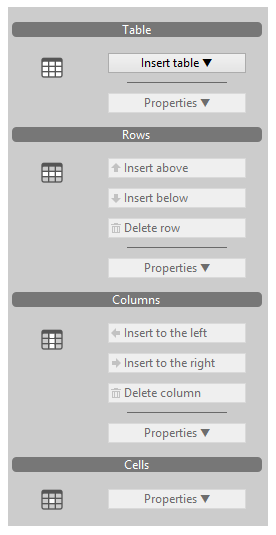 Table
Insert table ▼
Properties ▼
Rows
Insert above
Insert below
Delete row
Properties ▼
Columns
Insert to the left
Insert to the right
Delete column
Properties ▼
Cells
Properties ▼